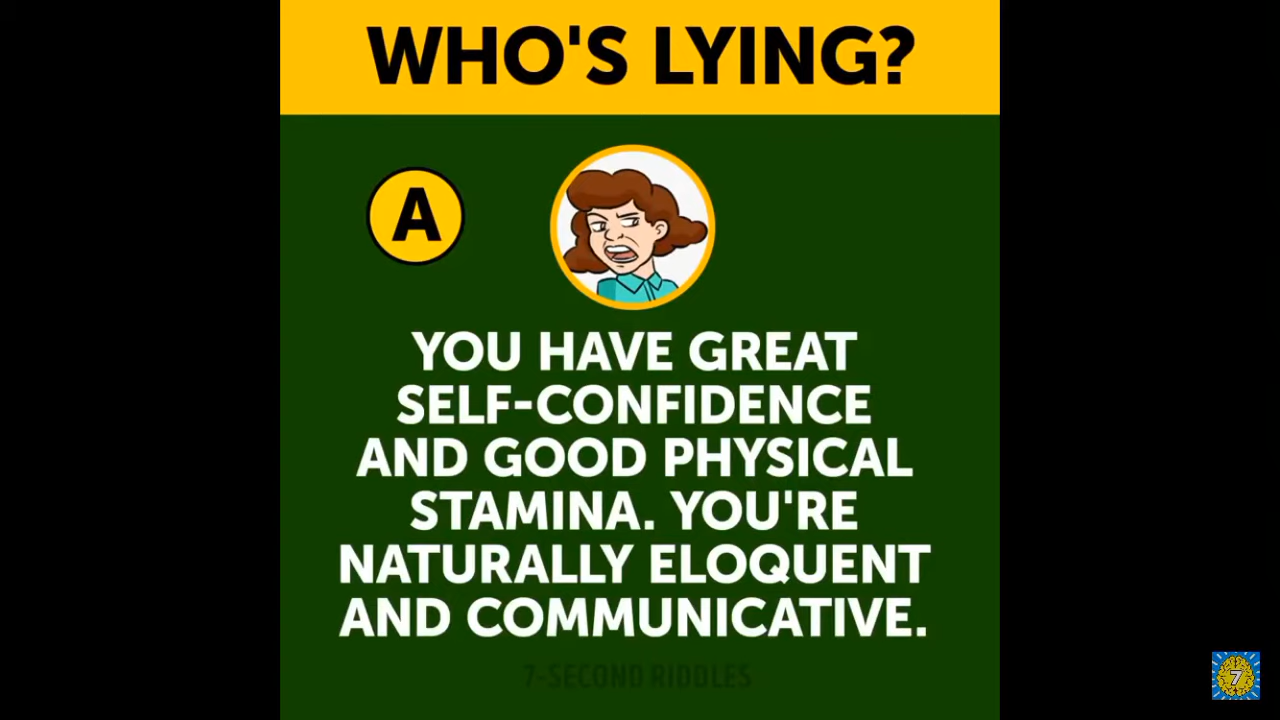 WHO'S LYING?
A
YOU HAVE GREAT
SELF-CONFIDENCE
AND GOOD PHYSICAL
STAMINA. YOU'RE
NATURALLY ELOQUENT
AND COMMUNICATIVE.
7-SECOND RIDDLES
7